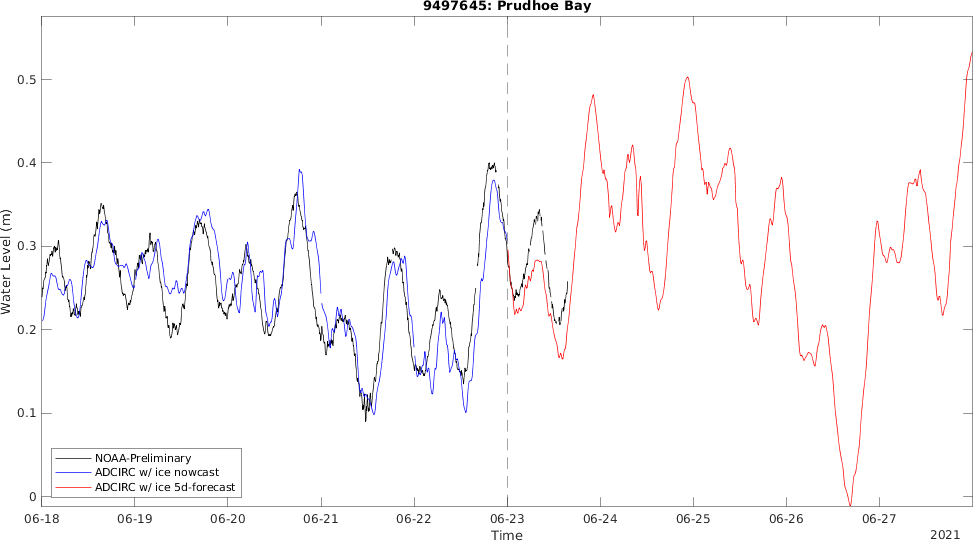 9497645: Prudhoe Bay
Water Level (m)
0.5
0.4
0.3
0.2
0.1
0
NOAA-Preliminary
ADCIRC w/ ice nowcast
ADCIRC w/ ice 5d-forecast
06-18 06-19 06-20 06-21 06-22 06-23 06-24 06-25 06-26 06-27
Time
2021